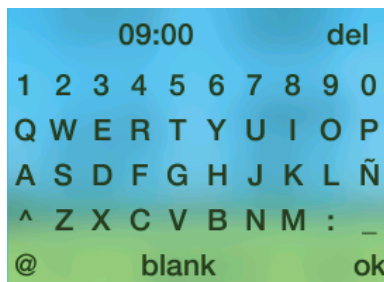 09:00 del
1 2 3 4 5 6 7 8 9 0
Q W E R T Y U I O P
A S D F G H J K L Ñ
^ Z X C V B N M : _
@ blank ok